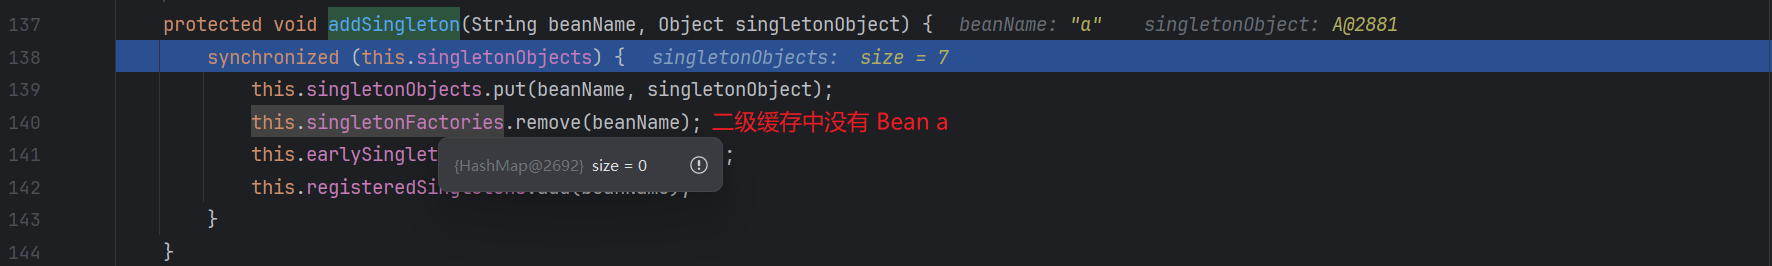 137 protected void addSingleton(String beanName, Object singletonObject) { beanName: "a" singletonObject: A@2881
138 synchronized (this.singletonObjects) { singletonObjects: size = 7
139 this.singletonObjects.put(beanName, singletonObject);
140 this.singletonFactories.remove(beanName); 二级缓存中没有 Bean a
141 this.earlySinglet ;
{HashMap@2692} size = 0
142 this.registeredSi
143 }
144 }